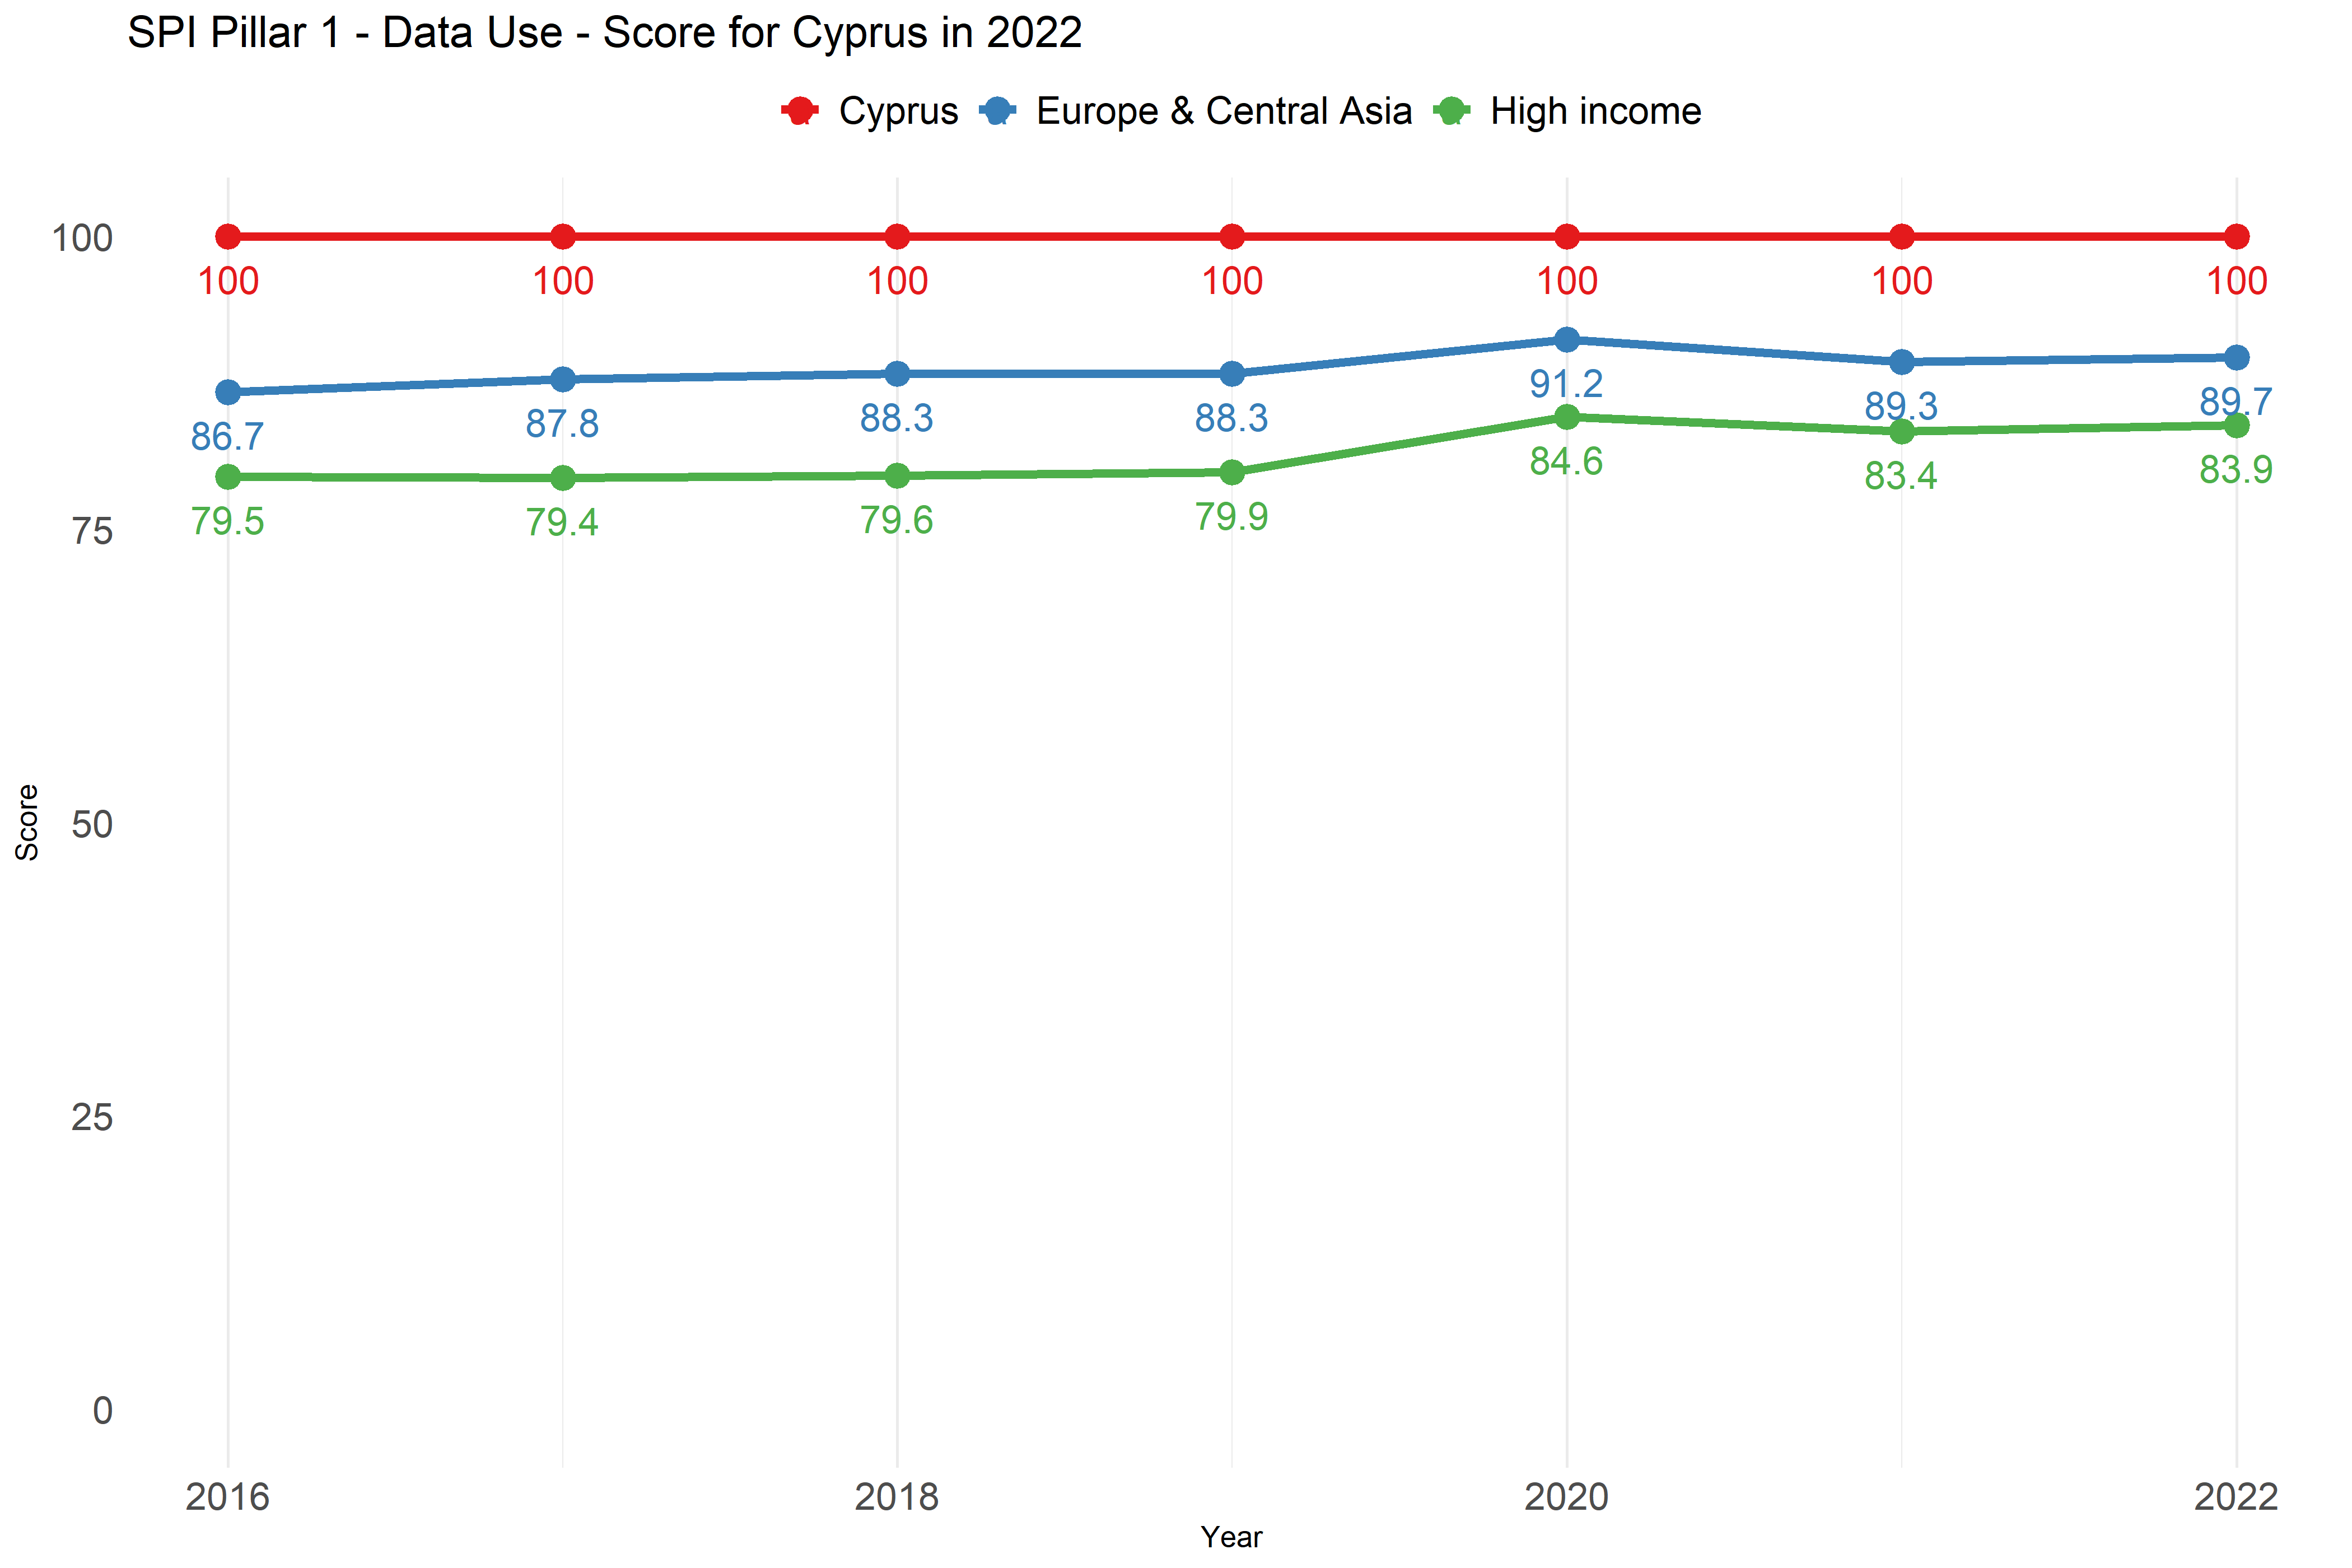 SPI Pillar 1 - Data Use - Score for Cyprus in 2022
Cyprus Europe & Central Asia High income
100
100 100 100 100 100 100 100
86.7 87.8 88.3 88.3 91.2 89.3 89.7
79.5 79.4 79.6 79.9 84.6 83.4 83.9
75
50
Score
25
0
2016 2018 2020 2022
Year